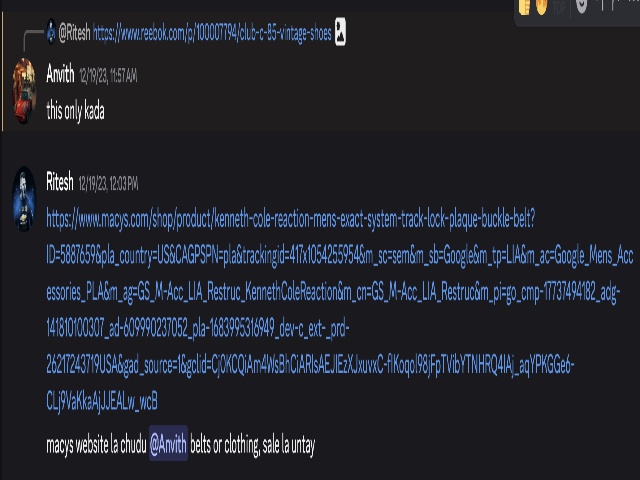 @Ritesh https://www.reebok.com/p/100007794/club-c-85-vintage-shoes
Anvith 12/19/23, 11:57 AM
this only kada
Ritesh 12/19/23, 12:03 PM
https://www.macys.com/shop/product/kenneth-cole-reaction-mens-exact-system-track-lock-plaque-buckle-belt?
ID=5887659&pla_country=US&CAGPSPN=pla&trackingid=417x1054255954&m_sc=sem&m_sb=Google&m_tp=LIA&m_ac=Google_Mens_Acc
essories_PLA&m_ag=GS_M-Acc_LIA_Restruc_KennethColeReaction&m_cn=GS_M-Acc_LIA_Restruc&m_pi=go_cmp-17737494182_adg-
141810100307_ad-609990237052_pla-1683995316949_dev-c_ext-_prd-
26217243719USA&gad_source=1&gclid=Cj0KCQiAm4WsBhCiARIsAEJIEzXJxuvxC-flKoqol98jFpTVibYTNHRQ4IAj_aqYPKGGe6-
CLj9VaKkaAjJJEALw_wcB
macys website la chudu @Anvith belts or clothing, sale la untay